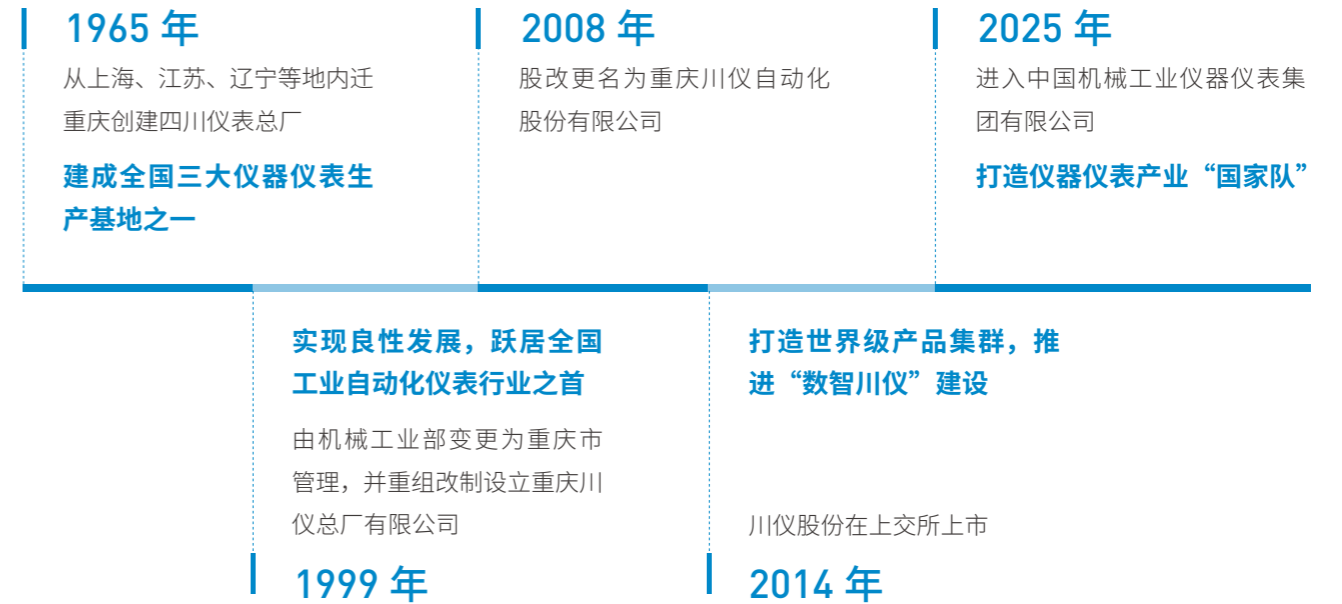 1965 年
从上海、江苏、辽宁等地内迁
重庆创建四川仪表总厂
建成全国三大仪器仪表生
产基地之一
2008 年
股改更名为重庆川仪自动化
股份有限公司
2025 年
进入中国机械工业仪器仪表集
团有限公司
打造仪器仪表产业“国家队”
实现良性发展，跃居全国
工业自动化仪表行业之首
由机械工业部变更为重庆市
管理，并重组改制设立重庆川
仪总厂有限公司
1999 年
打造世界级产品集群，推
进“数智川仪”建设
川仪股份在上交所上市
2014 年